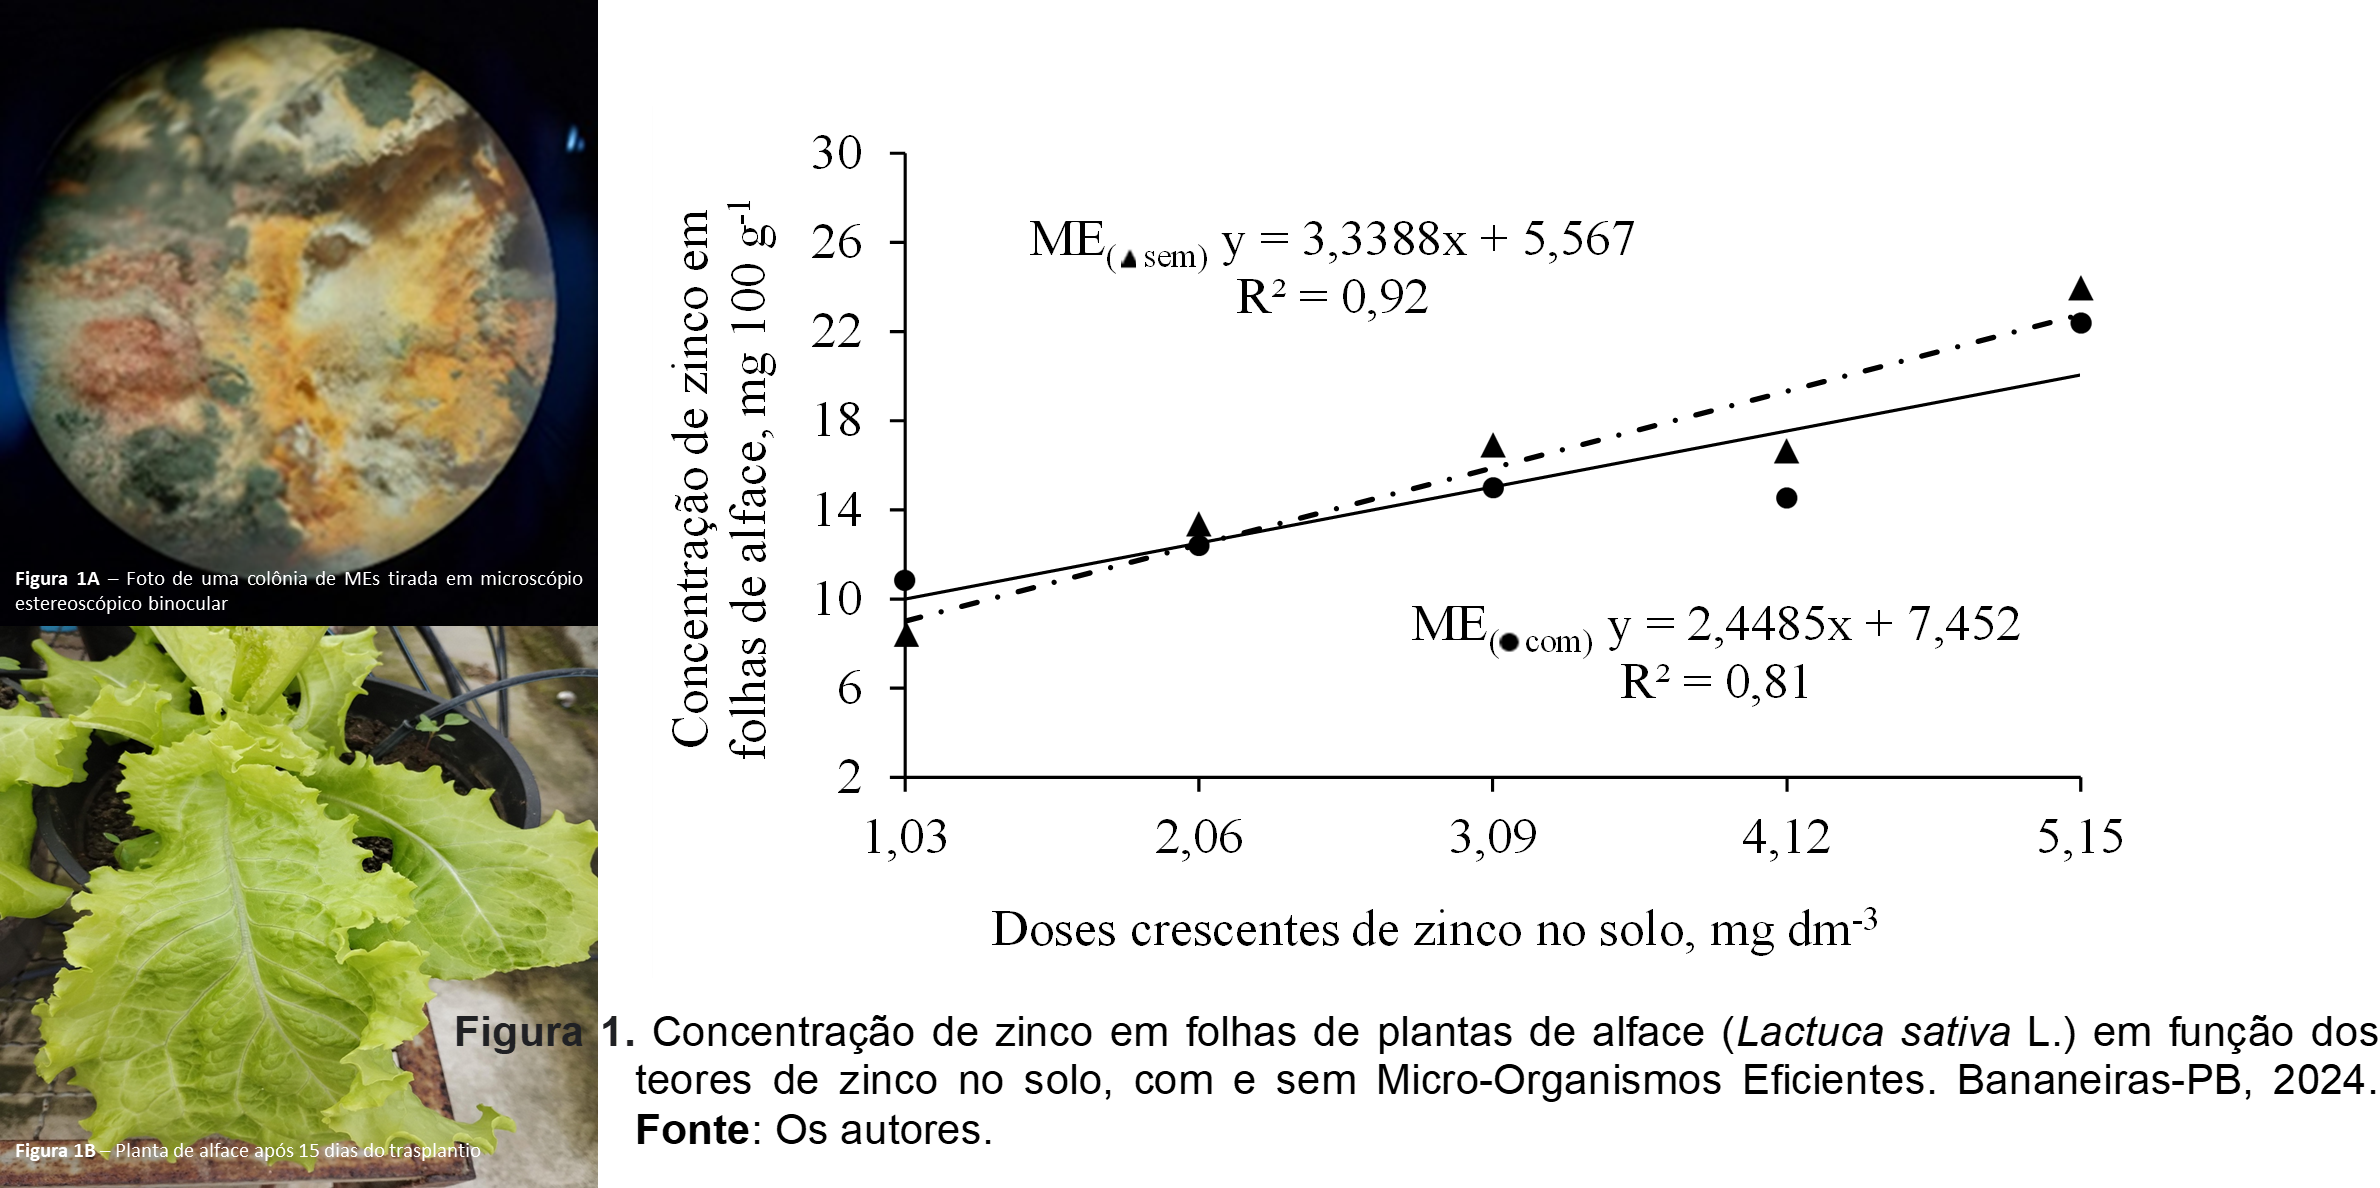 Figura 1A – Foto de uma colônia de MEs tirada em microscópio
estereoscópico binocular
Figura 1B – Planta de alface após 15 dias do trasplantio
Concentração de zinco em
folhas de alface, mg 100 g⁻¹
30
26
22
18
14
10
6
2
ME(▲ sem) y = 3,3388x + 5,567
R² = 0,92
ME(● com) y = 2,4485x + 7,452
R² = 0,81
1,03 2,06 3,09 4,12 5,15
Doses crescentes de zinco no solo, mg dm⁻³
Figura 1. Concentração de zinco em folhas de plantas de alface (Lactuca sativa L.) em função dos
teores de zinco no solo, com e sem Micro-Organismos Eficientes. Bananeiras-PB, 2024.
Fonte: Os autores.